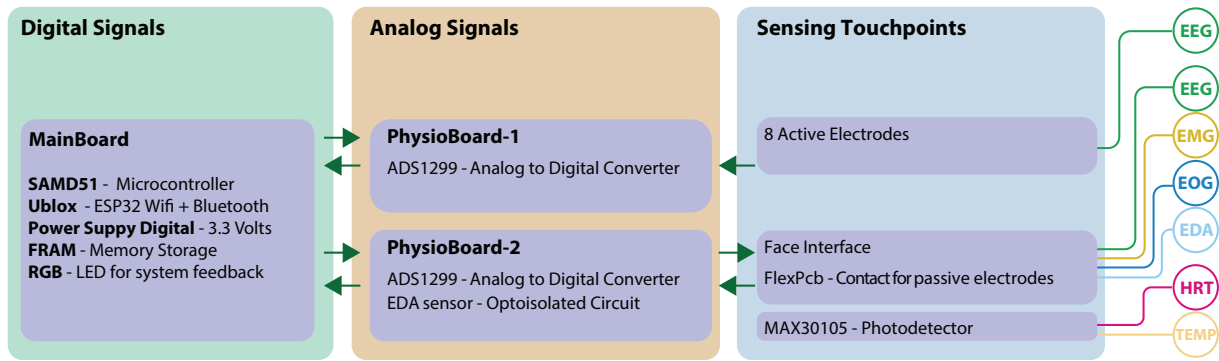 Digital Signals
MainBoard
SAMD51 - Microcontroller
Ublox - ESP32 Wifi + Bluetooth
Power Suppy Digital - 3.3 Volts
FRAM - Memory Storage
RGB - LED for system feedback
Analog Signals
PhysioBoard-1
ADS1299 - Analog to Digital Converter
PhysioBoard-2
ADS1299 - Analog to Digital Converter
EDA sensor - Optoisolated Circuit
Sensing Touchpoints
8 Active Electrodes
Face Interface
FlexPcb - Contact for passive electrodes
MAX30105 - Photodetector
EEG
EEG
EMG
EOG
EDA
HRT
TEMP